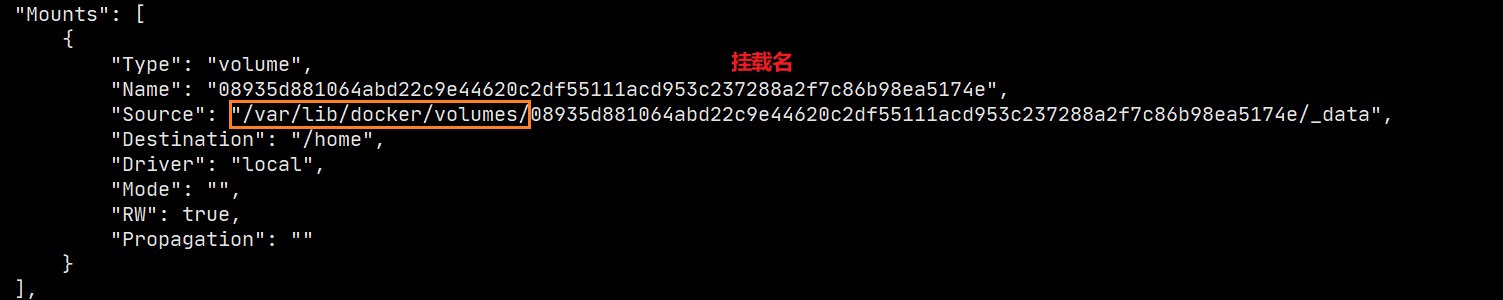 "Mounts": [
{
"Type": "volume",
挂载名
"Name": "08935d881064abd22c9e44620c2df55111acd953c237288a2f7c86b98ea5174e",
"Source": "/var/lib/docker/volumes/08935d881064abd22c9e44620c2df55111acd953c237288a2f7c86b98ea5174e/_data",
"Destination": "/home",
"Driver": "local",
"Mode": "",
"RW": true,
"Propagation": ""
}
],